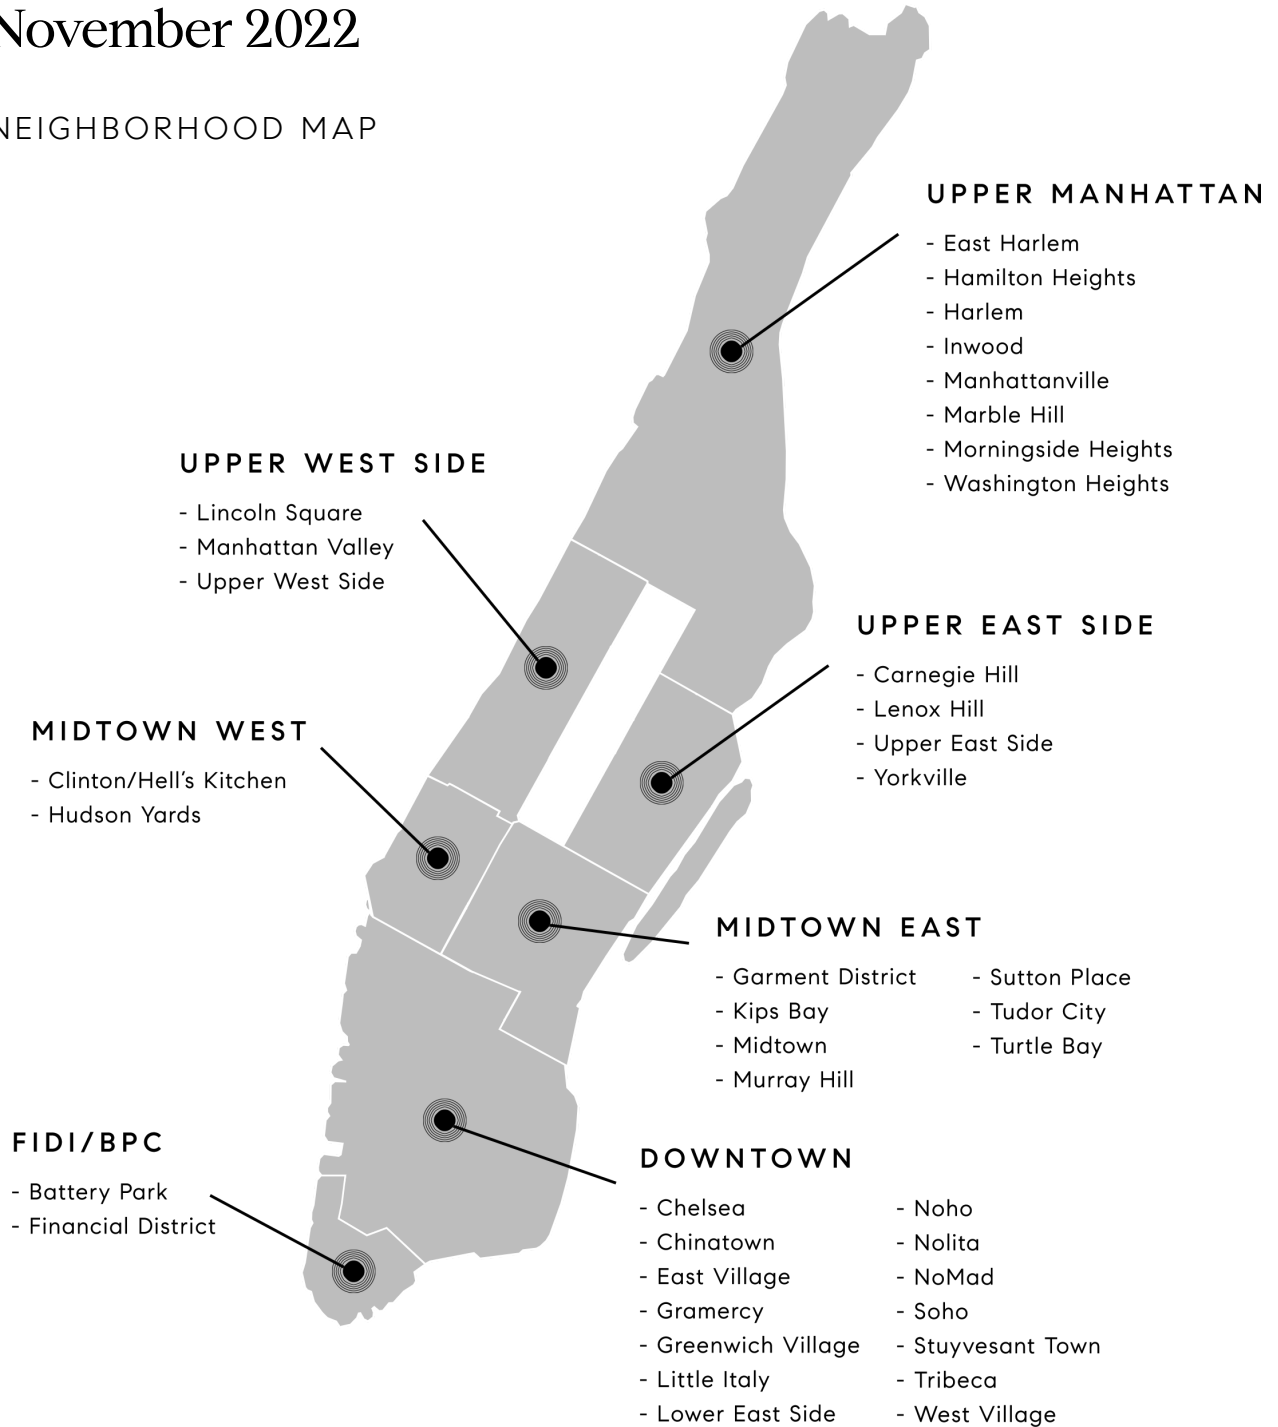 November 2022
NEIGHBORHOOD MAP
UPPER MANHATTAN
- East Harlem
- Hamilton Heights
- Harlem
- Inwood
- Manhattanville
- Marble Hill
- Morningside Heights
- Washington Heights
UPPER WEST SIDE
- Lincoln Square
- Manhattan Valley
- Upper West Side
UPPER EAST SIDE
- Carnegie Hill
- Lenox Hill
- Upper East Side
- Yorkville
MIDTOWN WEST
- Clinton/Hell’s Kitchen
- Hudson Yards
MIDTOWN EAST
- Garment District
- Kips Bay
- Midtown
- Murray Hill
- Sutton Place
- Tudor City
- Turtle Bay
FIDI/BPC
- Battery Park
- Financial District
DOWNTOWN
- Chelsea
- Chinatown
- East Village
- Gramercy
- Greenwich Village
- Little Italy
- Lower East Side
- Noho
- Nolita
- NoMad
- Soho
- Stuyvesant Town
- Tribeca
- West Village